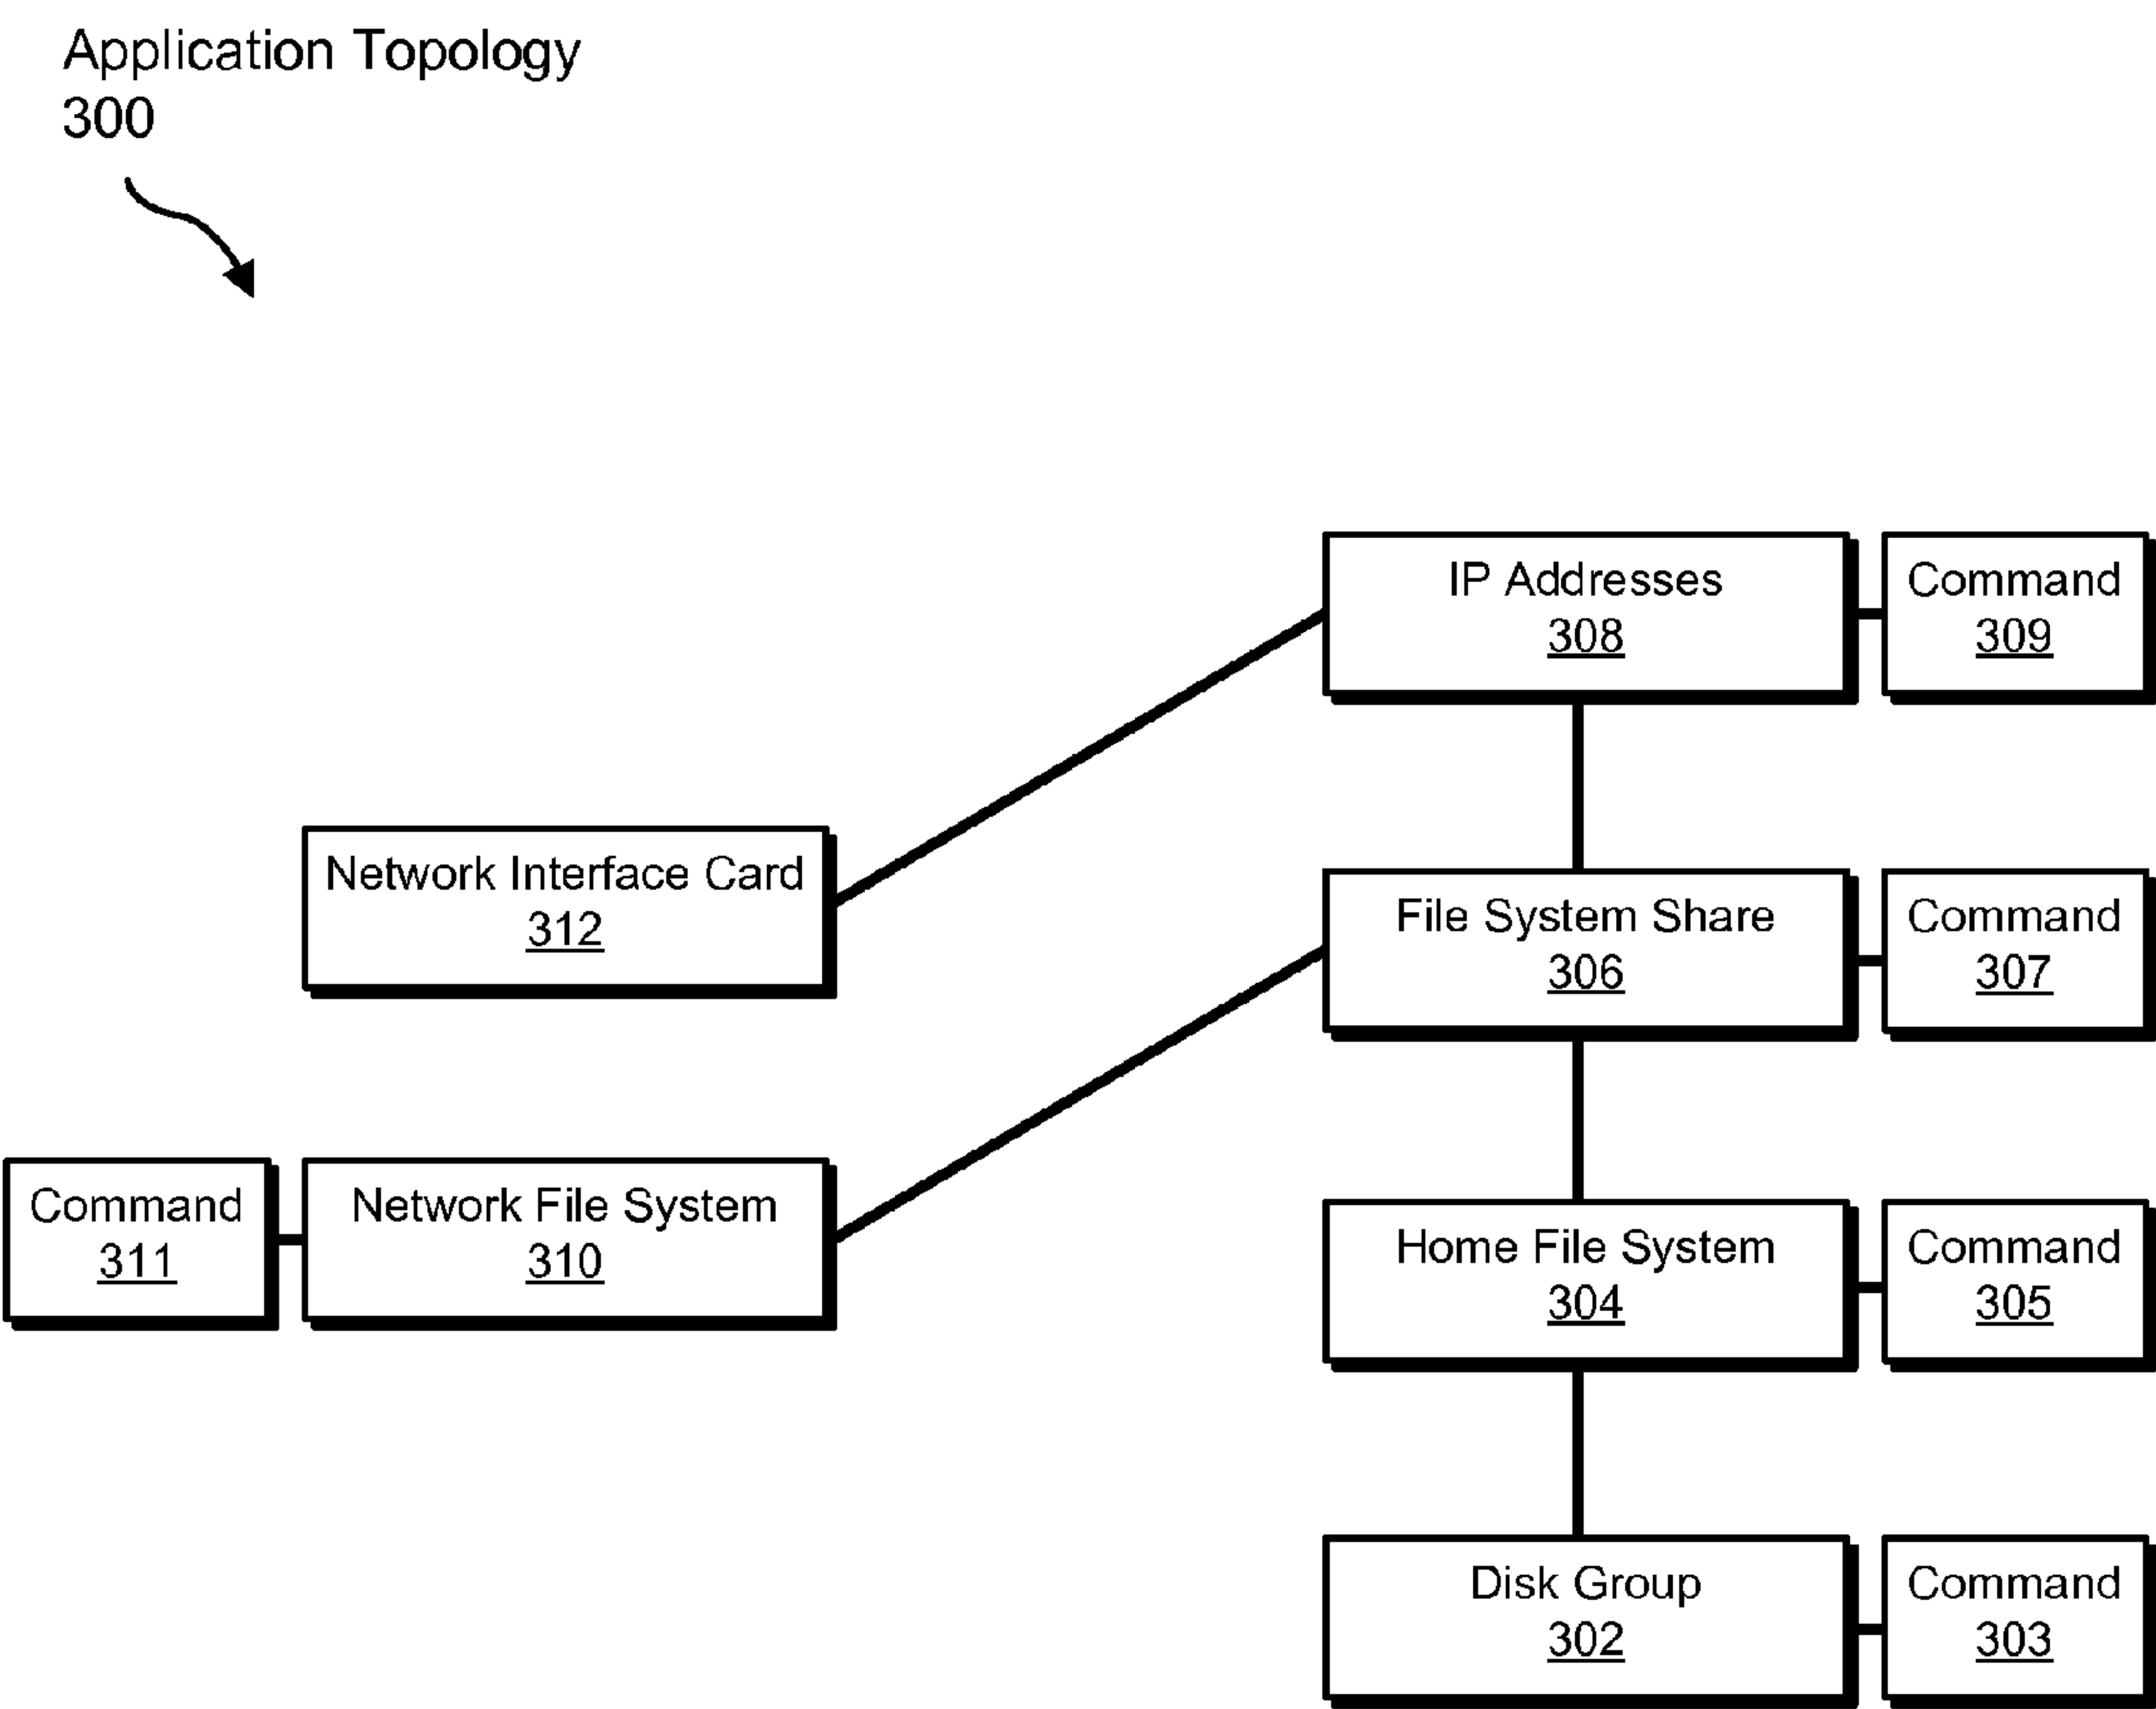 Application Topology
300
IP Addresses
308
Command
309
Network Interface Card
312
File System Share
306
Command
307
Command
311
Network File System
310
Home File System
304
Command
305
Disk Group
302
Command
303